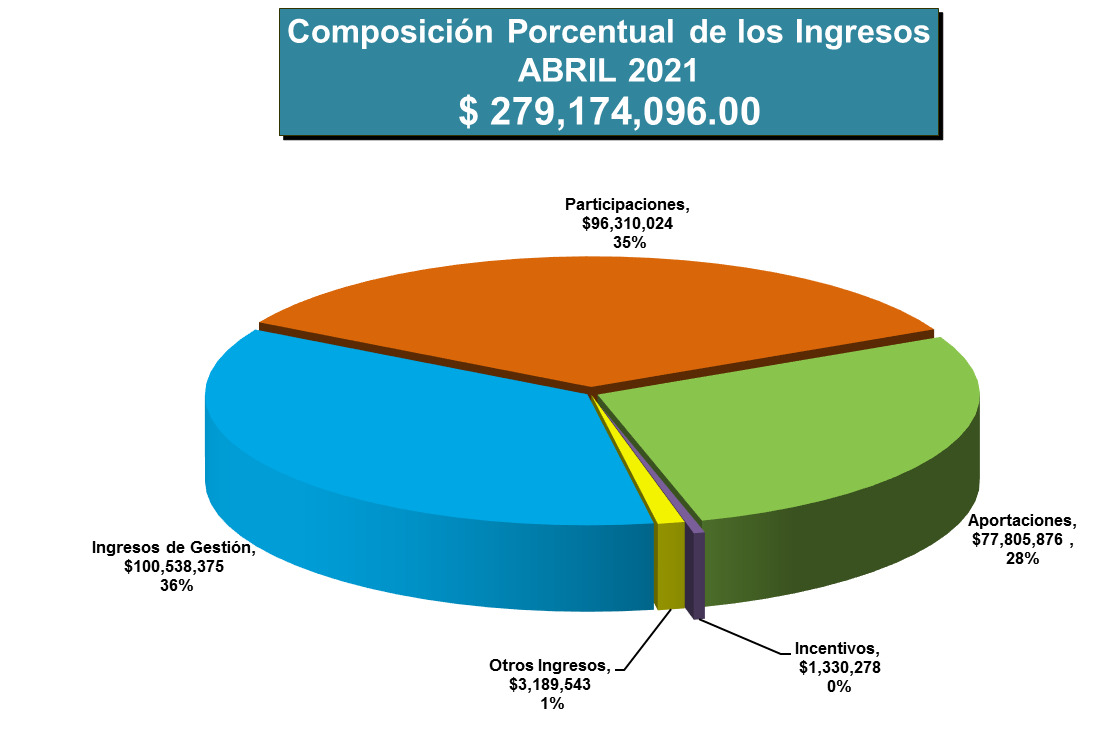 Composición Porcentual de los Ingresos
ABRIL 2021
$ 279,174,096.00
Participaciones,
$96,310,024
35%
Aportaciones,
$77,805,876 ,
28%
Ingresos de Gestión,
$100,538,375
36%
Incentivos,
$1,330,278
0%
Otros Ingresos,
$3,189,543
1%